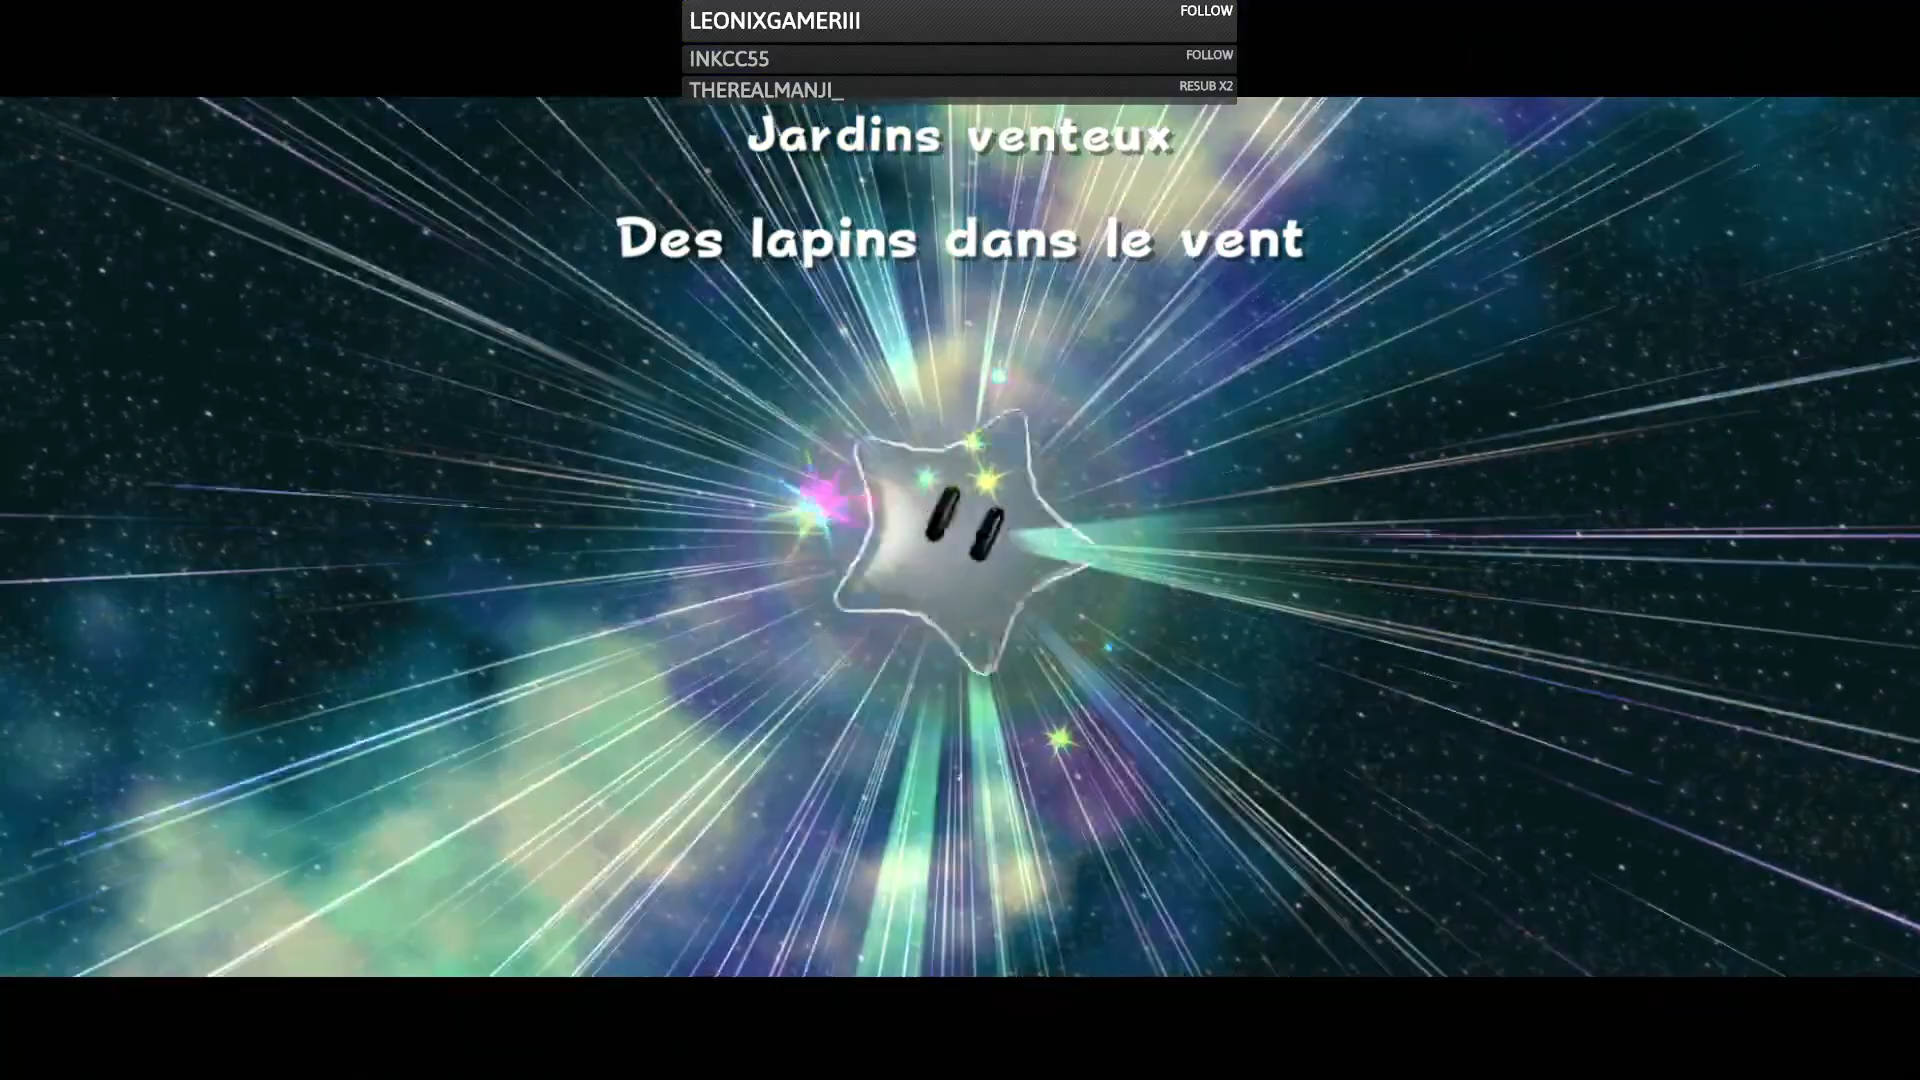 LEONIXGAMERIII FOLLOW
INKCC55 FOLLOW
THEREALMANJI_ RESUB X2
Jardins venteux
Des lapins dans le vent